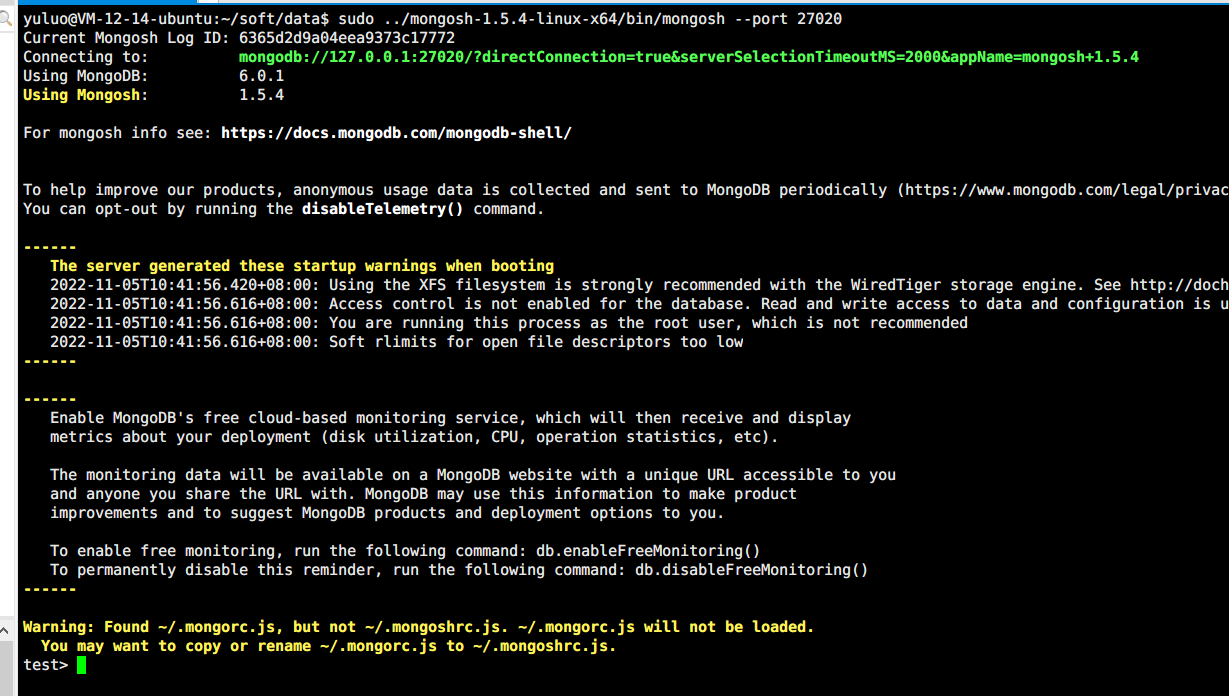 yuluo@VM-12-14-ubuntu:~/soft/data$ sudo ../mongosh-1.5.4-linux-x64/bin/mongosh --port 27020
Current Mongosh Log ID: 6365d2d9a04eea9373c17772
Connecting to: mongodb://127.0.0.1:27020/?directConnection=true&serverSelectionTimeoutMS=2000&appName=mongosh+1.5.4
Using MongoDB: 6.0.1
Using Mongosh: 1.5.4
For mongosh info see: https://docs.mongodb.com/mongodb-shell/
To help improve our products, anonymous usage data is collected and sent to MongoDB periodically (https://www.mongodb.com/legal/privac
You can opt-out by running the disableTelemetry() command.
------
The server generated these startup warnings when booting
2022-11-05T10:41:56.420+08:00: Using the XFS filesystem is strongly recommended with the WiredTiger storage engine. See http://doch
2022-11-05T10:41:56.616+08:00: Access control is not enabled for the database. Read and write access to data and configuration is u
2022-11-05T10:41:56.616+08:00: You are running this process as the root user, which is not recommended
2022-11-05T10:41:56.616+08:00: Soft rlimits for open file descriptors too low
------
------
Enable MongoDB's free cloud-based monitoring service, which will then receive and display
metrics about your deployment (disk utilization, CPU, operation statistics, etc).
The monitoring data will be available on a MongoDB website with a unique URL accessible to you
and anyone you share the URL with. MongoDB may use this information to make product
improvements and to suggest MongoDB products and deployment options to you.
To enable free monitoring, run the following command: db.enableFreeMonitoring()
To permanently disable this reminder, run the following command: db.disableFreeMonitoring()
------
Warning: Found ~/.mongorc.js, but not ~/.mongoshrc.js. ~/.mongorc.js will not be loaded.
You may want to copy or rename ~/.mongorc.js to ~/.mongoshrc.js.
test>